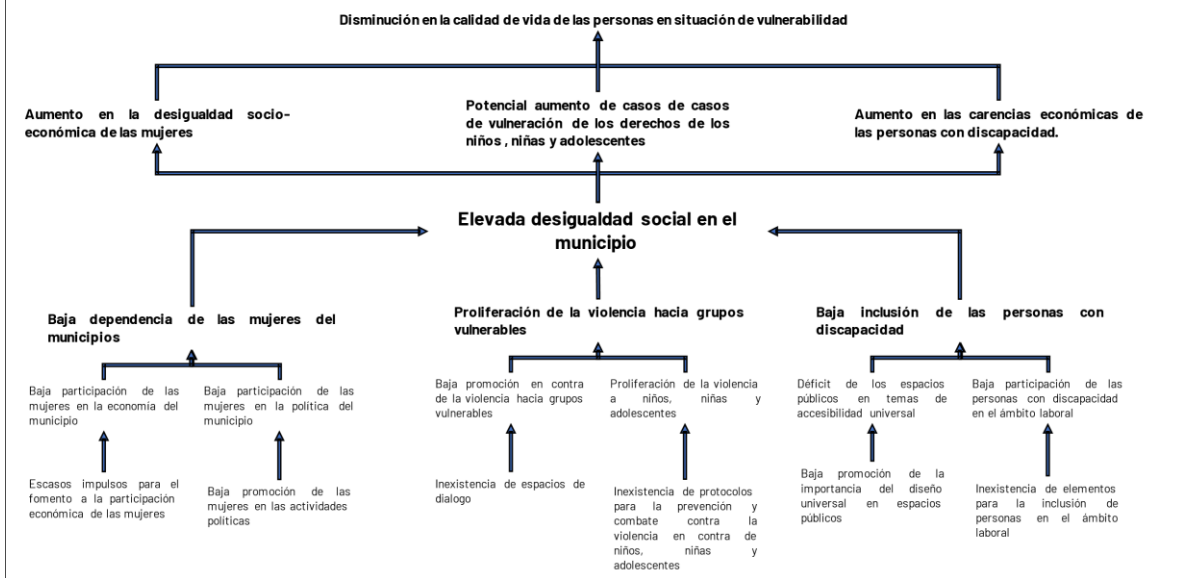 Disminución en la calidad de vida de las personas en situación de vulnerabilidad
Aumento en la desigualdad socio-
económica de las mujeres
Potencial aumento de casos de casos
de vulneración de los derechos de los
niños , niñas y adolescentes
Aumento en las carencias económicas de
las personas con discapacidad.
Elevada desigualdad social en el
municipio
Baja dependencia de las mujeres del
municipios
Proliferación de la violencia hacia grupos
vulnerables
Baja inclusión de las personas con
discapacidad
Baja participación de las
mujeres en la economía del
municipio
Baja participación de las
mujeres en la política del
municipio
Baja promoción en contra
de la violencia hacia grupos
vulnerables
Proliferación de la violencia
a niños, niñas y
adolescentes
Déficit de los espacios
públicos en temas de
accesibilidad universal
Baja participación de las
personas con discapacidad
en el ámbito laboral
Escasos impulsos para el
fomento a la participación
económica de las mujeres
Baja promoción de las
mujeres en las actividades
políticas
Inexistencia de espacios de
dialogo
Inexistencia de protocolos
para la prevención y
combate contra la
violencia en contra de
niños, niñas y
adolescentes
Baja promoción de la
importancia del diseño
universal en espacios
públicos
Inexistencia de elementos
para la inclusión de
personas en el ámbito
laboral